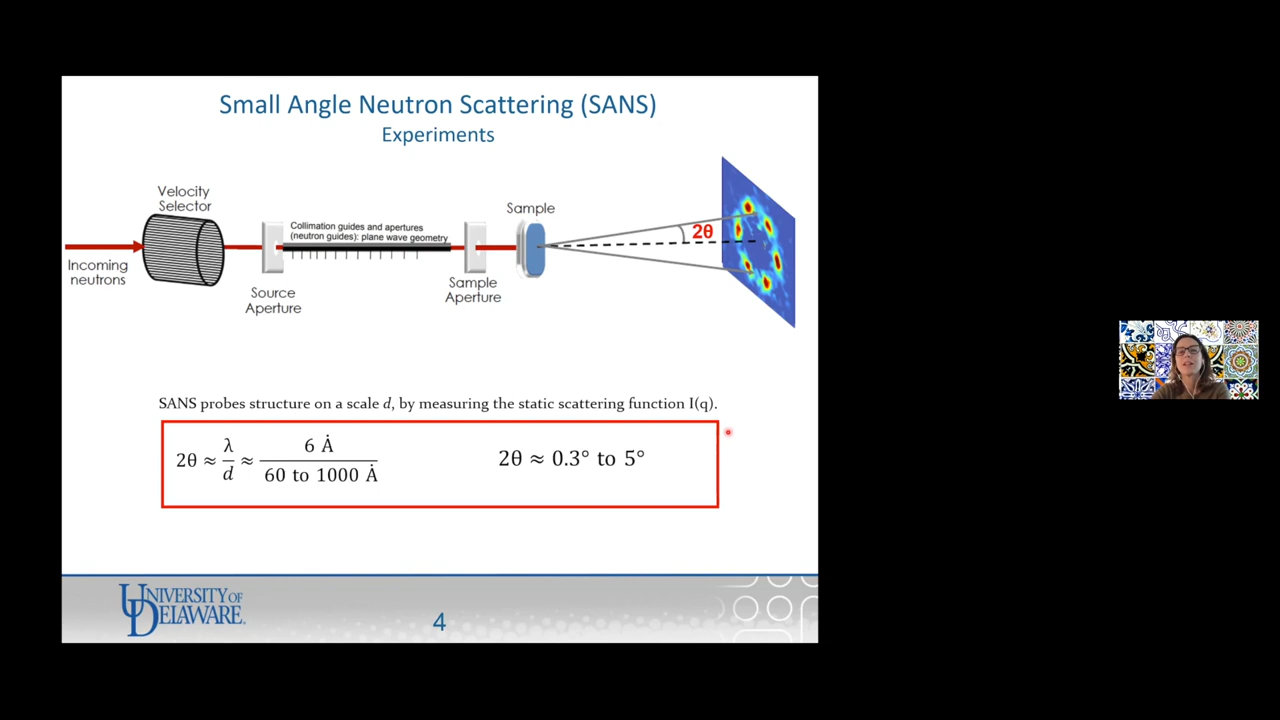 Small Angle Neutron Scattering (SANS)
Experiments
Velocity
Selector
Incoming
neutrons
Source
Aperture
Collimation guides and apertures
(neutron guides): plane wave geometry
Sample
Aperture
Sample
2θ
SANS probes structure on a scale d, by measuring the static scattering function I(q).
2θ ≈ λ/d ≈ 6 Å / 60 to 1000 Å
2θ ≈ 0.3° to 5°
UNIVERSITY OF
DELAWARE.
4